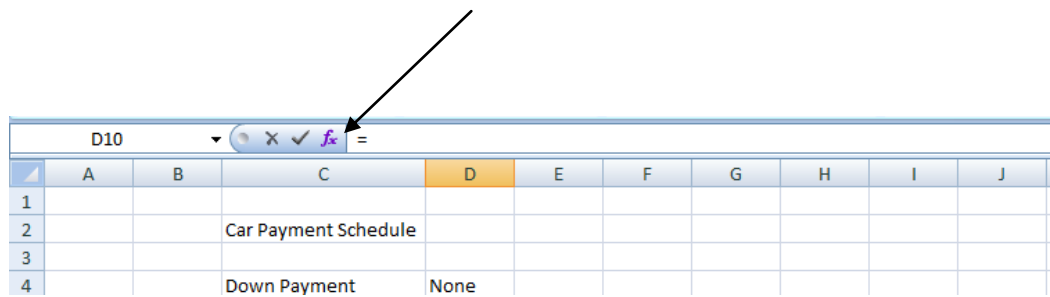 D10 fx =
A B C D E F G H I J
1
2 Car Payment Schedule
3
4 Down Payment None